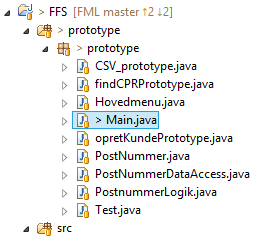 > FFS [FML master ↑2 ↓2]
> prototype
> prototype
CSV_prototype.java
findCPRPrototype.java
Hovedmenu.java
> Main.java
opretKundePrototype.java
PostNummer.java
PostNummerDataAccess.java
PostnummerLogik.java
Test.java
src